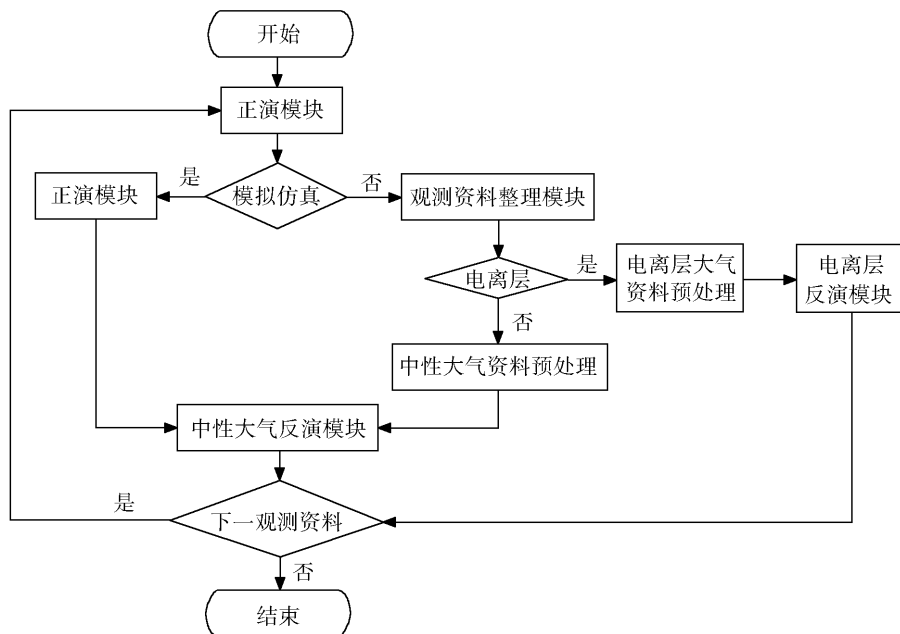 开始
正演模块
是
模拟仿真
否
正演模块
观测资料整理模块
电离层
是
电离层大气
资料预处理
电离层
反演模块
否
中性大气资料预处理
中性大气反演模块
是
下一观测资料
否
结束